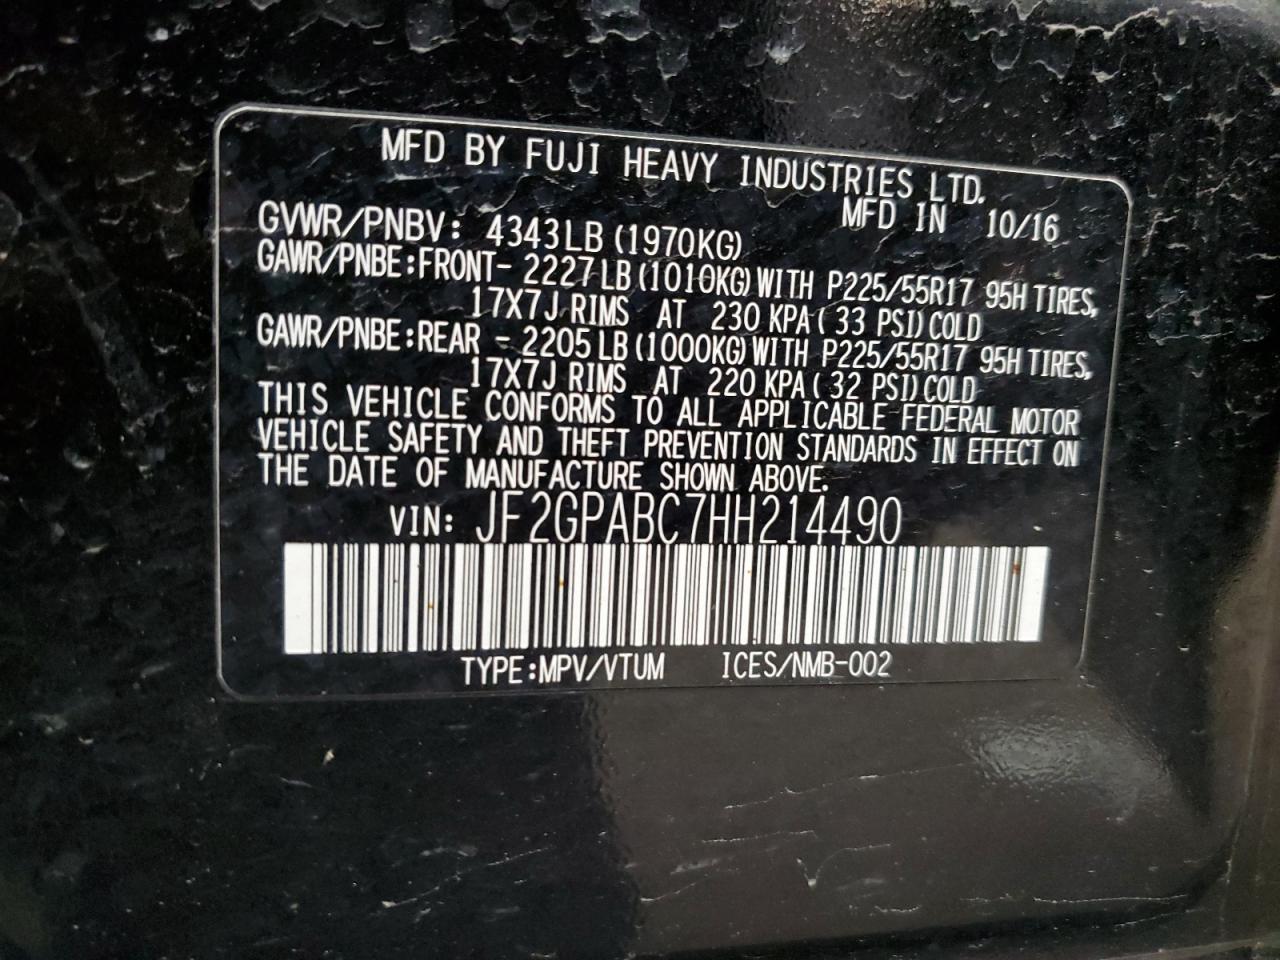 MFD BY FUJI HEAVY INDUSTRIES LTD.
MFD IN 10/16
GVWR/PNBV: 4343LB(1970KG)
GAWR/PNBE:FRONT- 2227LB(1010KG)WITH P225/55R17 95H TIRES,
17X7J RIMS AT 230 KPA( 33 PSI)COLD
GAWR/PNBE:REAR - 2205LB(1000KG)WITH P225/55R17 95H TIRES,
17X7J RIMS AT 220 KPA( 32 PSI)COLD
THIS VEHICLE CONFORMS TO ALL APPLICABLE FEDERAL MOTOR
VEHICLE SAFETY AND THEFT PREVENTION STANDARDS IN EFFECT ON
THE DATE OF MANUFACTURE SHOWN ABOVE.
VIN: JF2GPABC7HH214490
TYPE:MPV/VTUM ICES/NMB-002